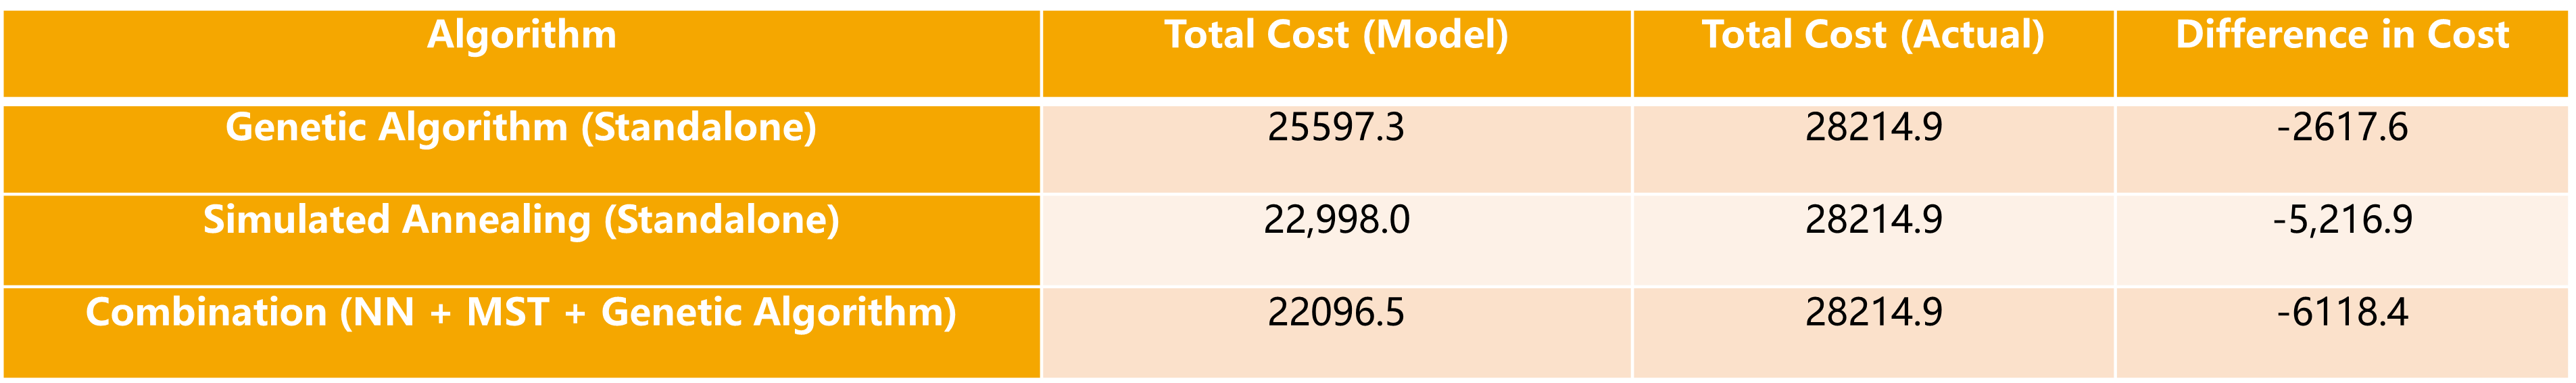 Algorithm Total Cost (Model) Total Cost (Actual) Difference in Cost
Genetic Algorithm (Standalone) 25597.3 28214.9 -2617.6
Simulated Annealing (Standalone) 22,998.0 28214.9 -5,216.9
Combination (NN + MST + Genetic Algorithm) 22096.5 28214.9 -6118.4